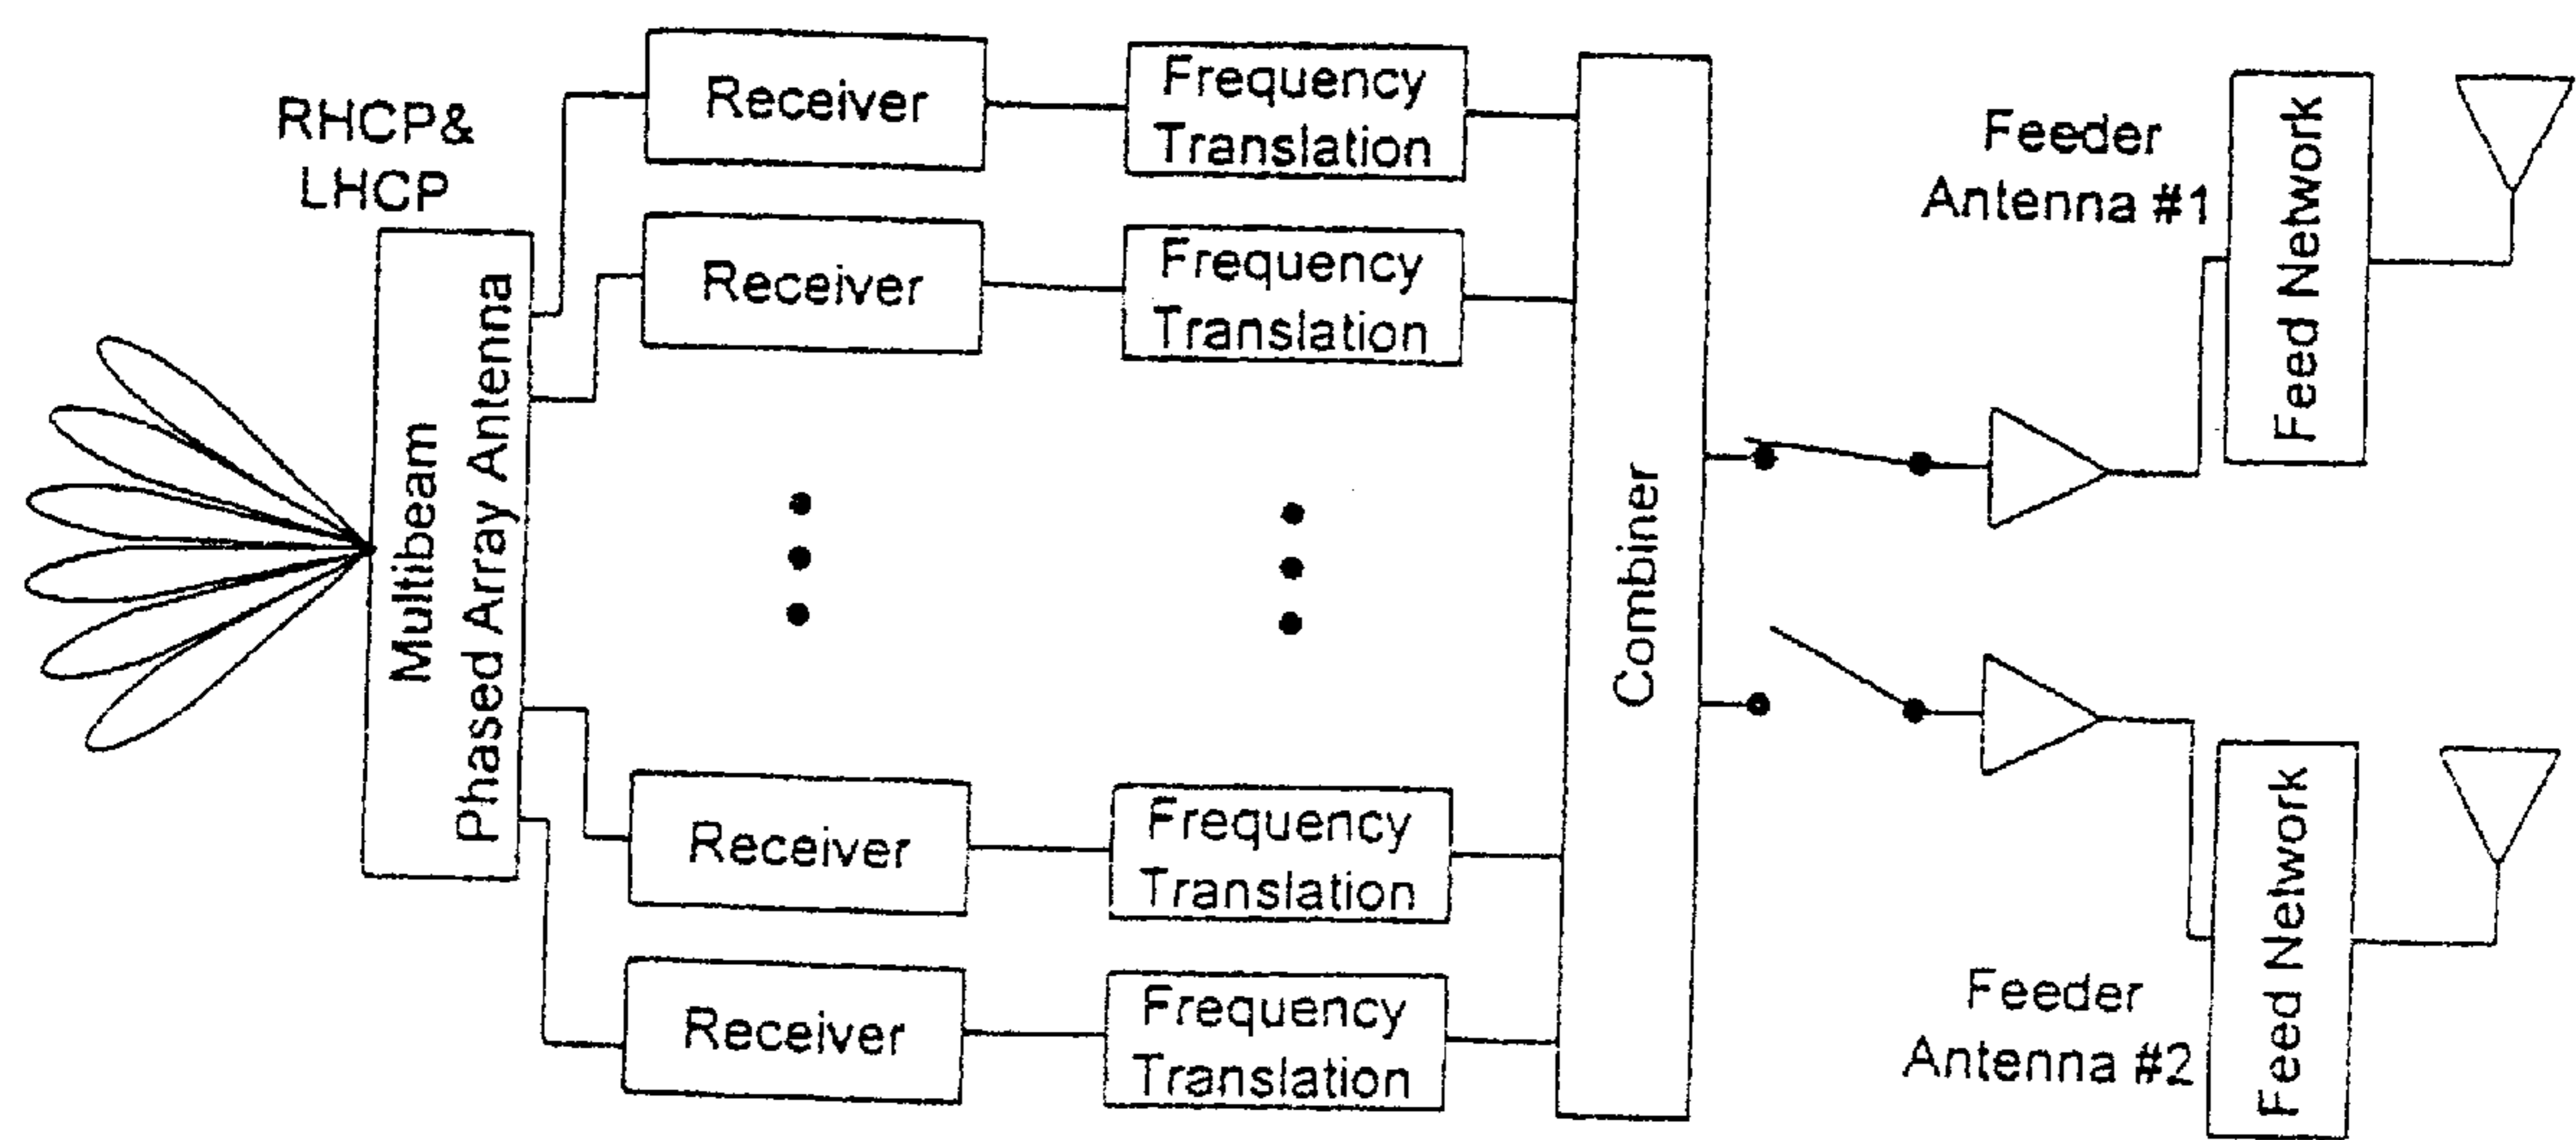 RHCP&
LHCP
Multibeam
Phased Array Antenna
Receiver
Frequency
Translation
Receiver
Frequency
Translation
Receiver
Frequency
Translation
Receiver
Frequency
Translation
Combiner
Feeder
Antenna #1
Feed Network
Feeder
Antenna #2
Feed Network